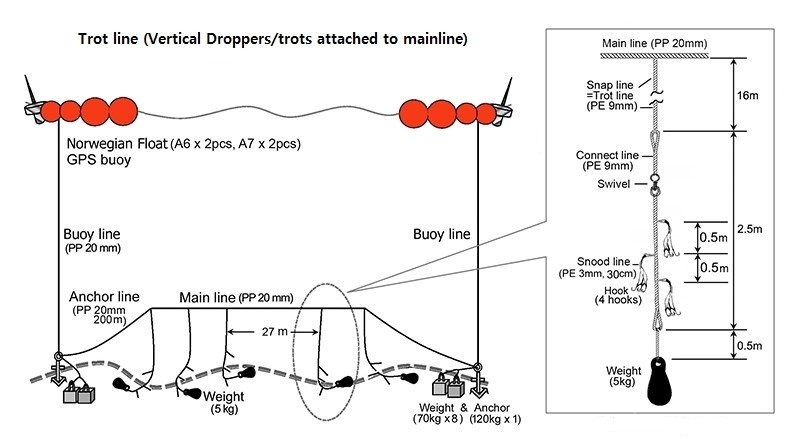 Trot line (Vertical Droppers/trots attached to mainline)
Norwegian Float (A6 x 2pcs, A7 x 2pcs)
GPS buoy
Buoy line
(PP 20 mm)
Buoy line
Anchor line
(PP 20mm
200m)
Main line (PP 20 mm)
27 m
Weight
(5kg)
Weight & Anchor
(70kg x 8) (120kg x 1)
Main line (PP 20mm)
Snap line
=Trot line
(PE 9mm)
16m
Connect line
(PE 9mm)
Swivel
2.5m
0.5m
Snood line
(PE 3mm, 30cm)
0.5m
Hook
(4 hooks)
0.5m
Weight
(5kg)